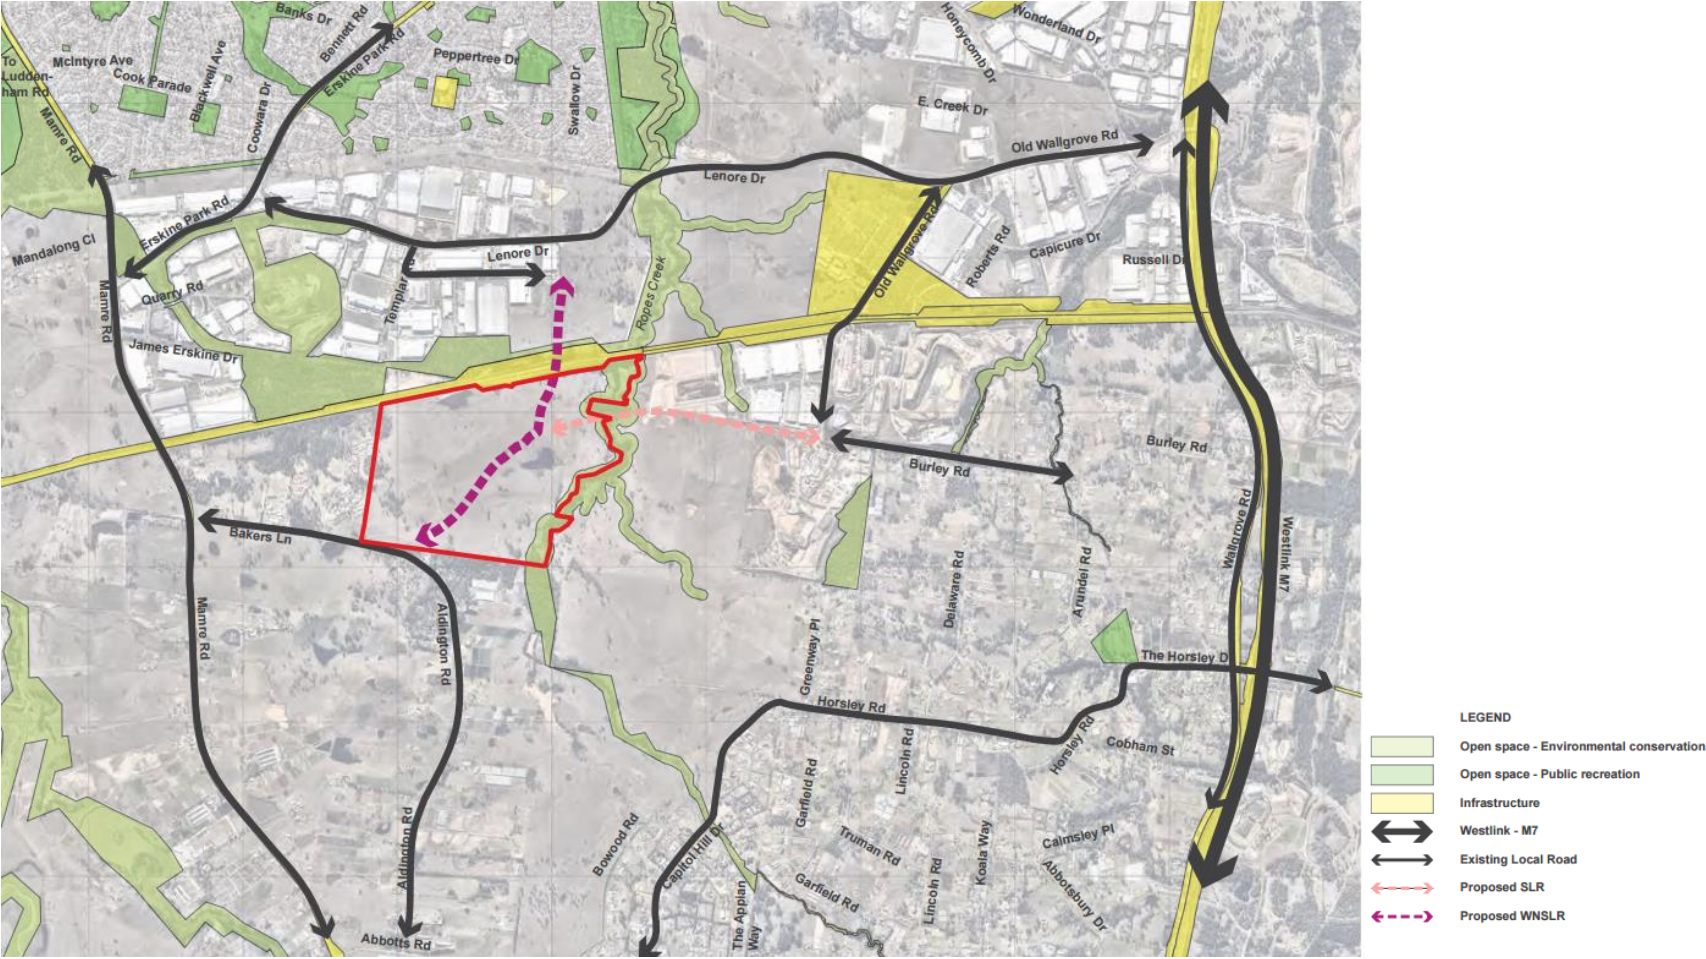 Banks Dr
Bennett Rd
Erskine Park Rd
Peppertree Dr
Honeycomb Dr
Wonderland Dr
To
Ludden-
ham Rd
McIntyre Ave
Cook Parade
Blackwell Ave
Coowara Dr
Swallow Dr
Mamre Rd
E. Creek Dr
Old Wallgrove Rd
Lenore Dr
Erskine Park Rd
Mandalong Cl
Quarry Rd
Lenore Dr
Templar Rd
Ropes Creek
Old Wallgrove Rd
Roberts Rd
Capicure Dr
Russell Dr
Mamre Rd
James Erskine Dr
Burley Rd
Burley Rd
Bakers Ln
Wallgrove Rd
Westlink M7
Mamre Rd
Aldington Rd
Delaware Rd
Arundel Rd
Greenway Pl
The Horsley D
Horsley Rd
Horsley Rd
Cobham St
Lincoln Rd
Garfield Rd
Aldington Rd
Bowood Rd
Capitol Hill Dr
Truman Rd
Koala Way
Calmsley Pl
Garfield Rd
Lincoln Rd
Abbotsbury Dr
The Appian
Way
Abbotts Rd
LEGEND
Open space - Environmental conservation
Open space - Public recreation
Infrastructure
Westlink - M7
Existing Local Road
Proposed SLR
Proposed WNSLR